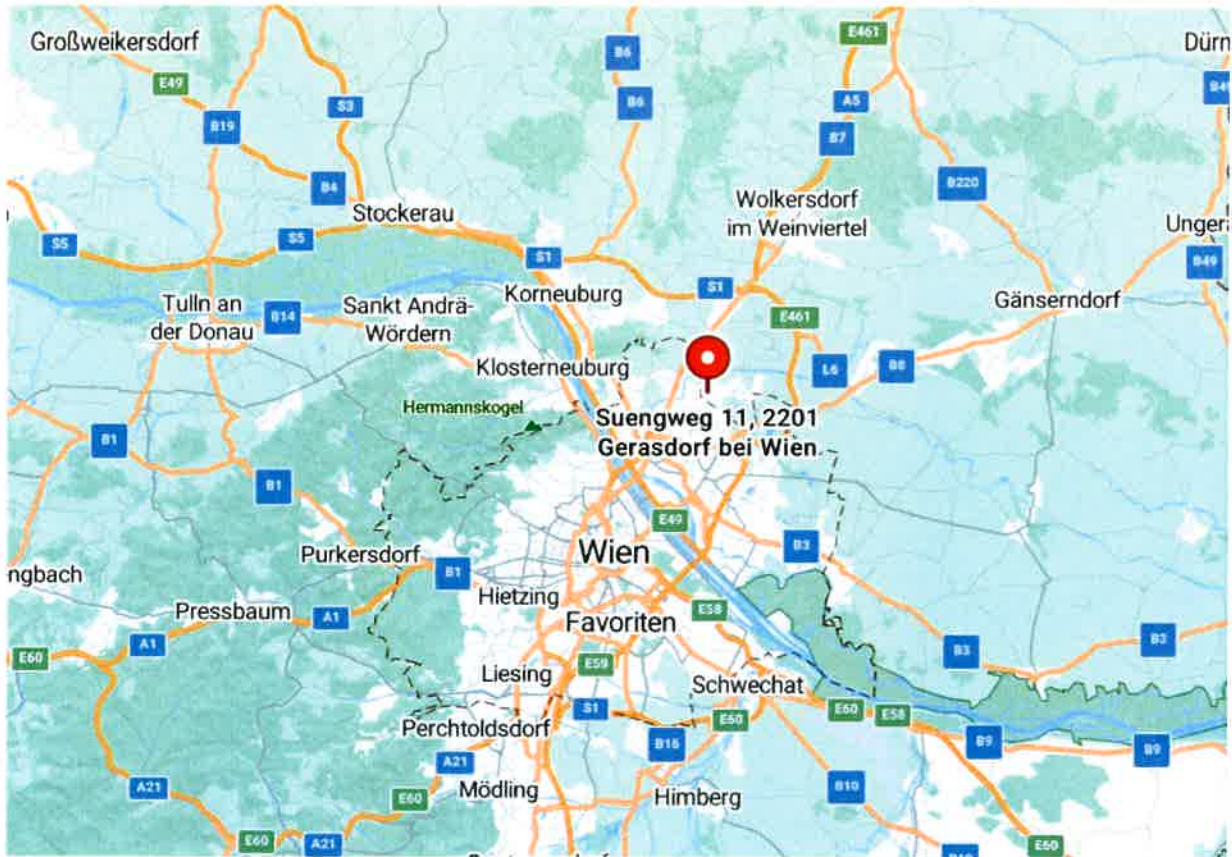 Großweikersdorf
E49
B19
S3
B4
Stockerau
S5
S5
B6
B6
E461
A5
B7
B220
Dürn
B49
Wolkersdorf
im Weinviertel
Unger
B49
S1
S1
Korneuburg
Tulln an
der Donau
B14
Sankt Andrä-
Wördern
E461
Gänserndorf
Klosterneuburg
L6
B8
Hermannskogel
Suengweg 11, 2201
Gerasdorf bei Wien
B1
B1
E49
Wien
B3
Purkersdorf
B1
ngbach
Hietzing
Pressbaum
A1
A1
E58
Favoriten
E60
B3
B3
Liesing
E59
Schwechat
S1
E60
E60
E58
Perchtoldsdorf
B16
B9
B9
A21
Mödling
A21
E60
Himberg
B10
E60
A21
E60